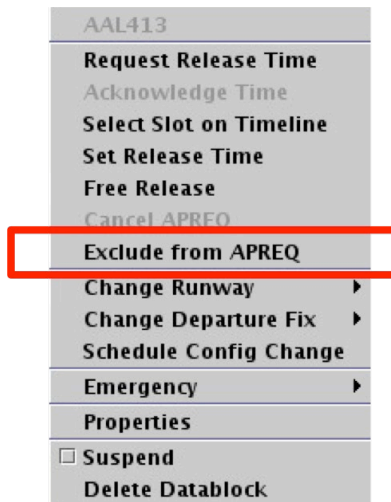 AAL413
Request Release Time
Acknowledge Time
Select Slot on Timeline
Set Release Time
Free Release
Cancel APREQ
Exclude from APREQ
Change Runway
Change Departure Fix
Schedule Config Change
Emergency
Properties
Suspend
Delete Datablock